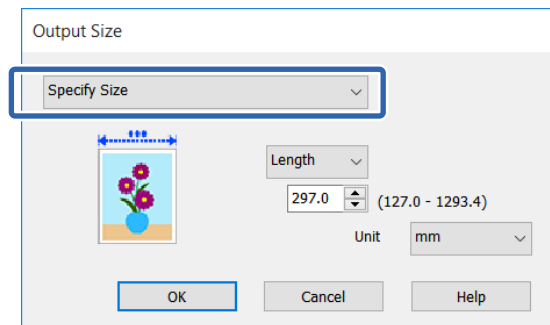 Output Size
Specify Size
Length
297.0 (127.0 - 1293.4)
Unit mm
OK Cancel Help